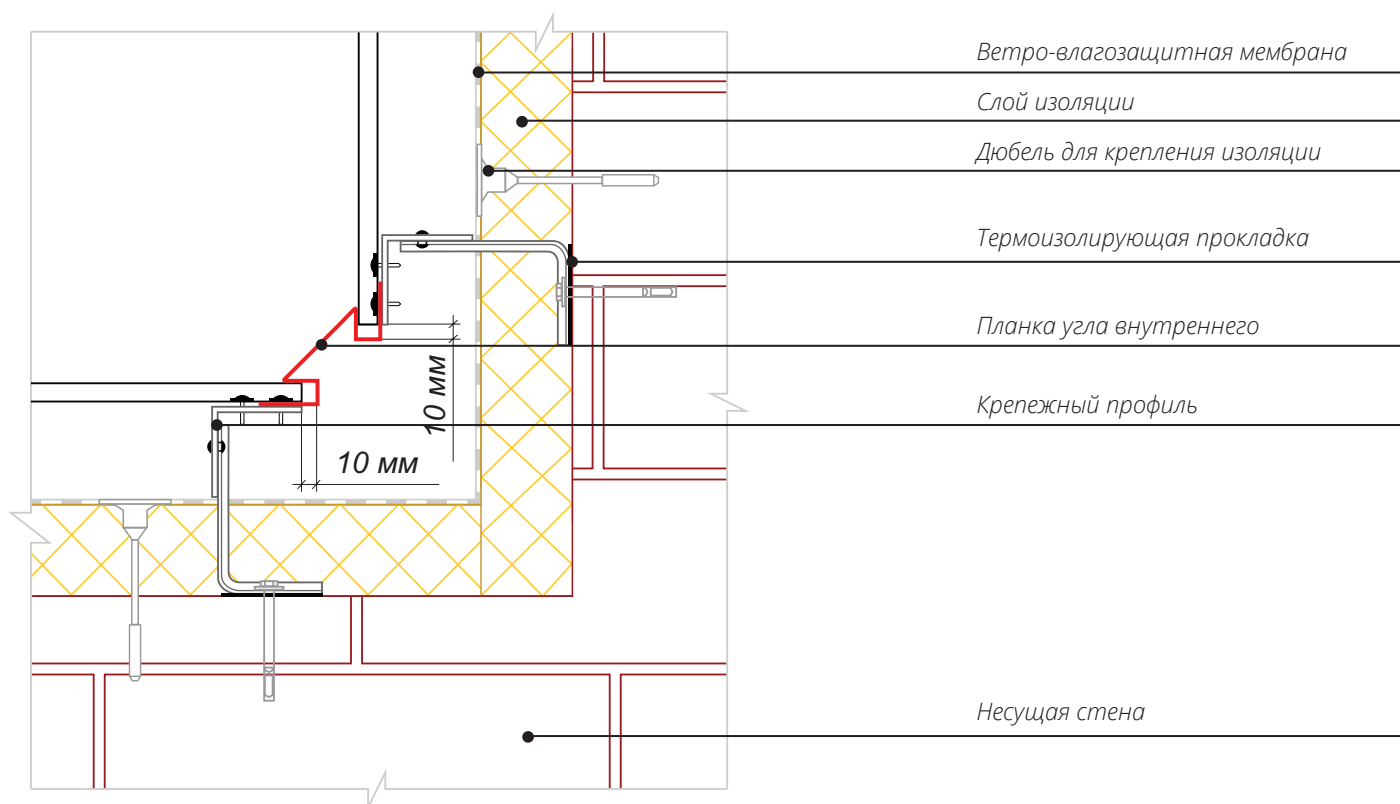 Ветро-влагозащитная мембрана
Слой изоляции
Дюбель для крепления изоляции
Термоизолирующая прокладка
Планка угла внутреннего
Крепежный профиль
10 мм
10 мм
Несущая стена